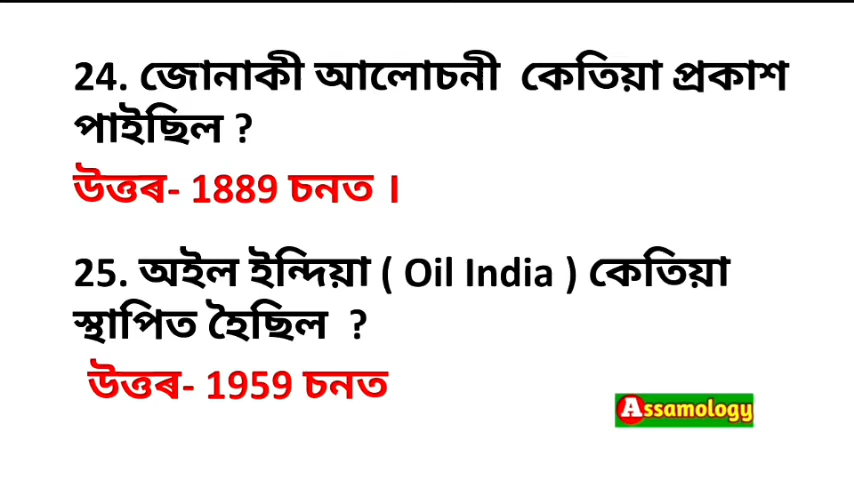 24. জোনাকী আলোচনী কেতিয়া প্ৰকাশ
পাইছিল ?
উত্তৰ- 1889 চনত ।
25. অইল ইন্দিয়া ( Oil India ) কেতিয়া
স্থাপিত হৈছিল ?
উত্তৰ- 1959 চনত
Assamology